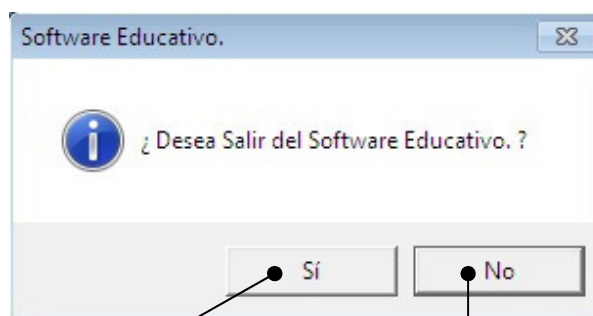 Software Educativo.
¿ Desea Salir del Software Educativo. ?
Sí
No